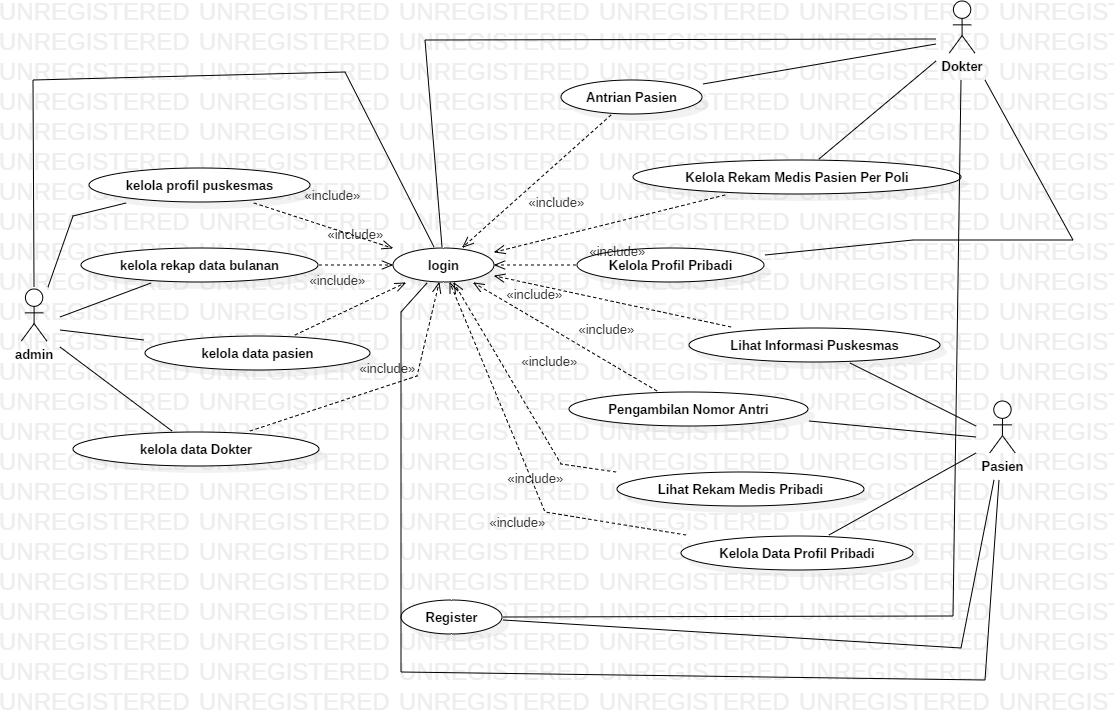 Dokter
Antrian Pasien
kelola profil puskesmas
Kelola Rekam Medis Pasien Per Poli
«include»
«include»
«include»
«include»
kelola rekap data bulanan
login
Kelola Profil Pribadi
«include»
«include»
admin
«include»
kelola data pasien
Lihat Informasi Puskesmas
«include»
«include»
Pengambilan Nomor Antri
kelola data Dokter
Pasien
«include»
Lihat Rekam Medis Pribadi
«include»
Kelola Data Profil Pribadi
Register
UNREGISTERED